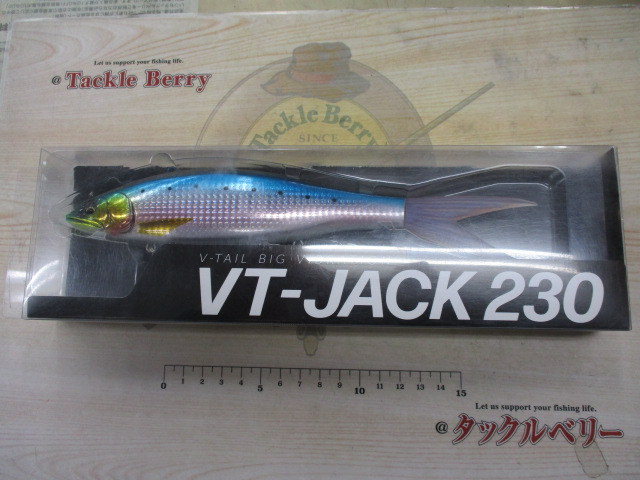 Let us support your fishing life.
@ Tackle Berry
Tackle Berry
SINCE
V-TAIL BIG
VT-JACK 230
0 1 2 3 4 5 6 7 8 9 10 11 12 13 14 15
Let us support your fishing life.
@ タックルベリー